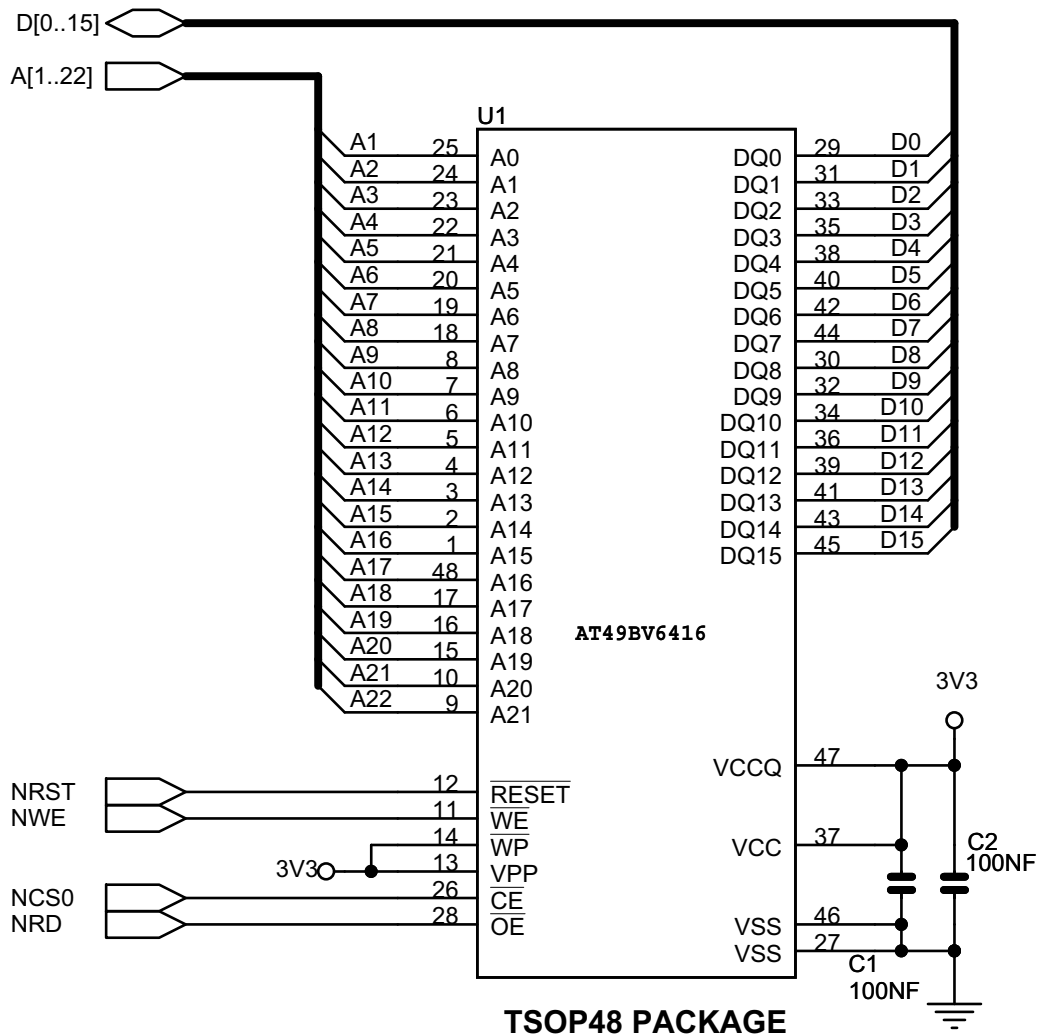 D[0..15]
A[1..22]
U1
A1 25 A0 DQ0 29 D0
A2 24 A1 DQ1 31 D1
A3 23 A2 DQ2 33 D2
A4 22 A3 DQ3 35 D3
A5 21 A4 DQ4 38 D4
A6 20 A5 DQ5 40 D5
A7 19 A6 DQ6 42 D6
A8 18 A7 DQ7 44 D7
A9 8 A8 DQ8 30 D8
A10 7 A9 DQ9 32 D9
A11 6 A10 DQ10 34 D10
A12 5 A11 DQ11 36 D11
A13 4 A12 DQ12 39 D12
A14 3 A13 DQ13 41 D13
A15 2 A14 DQ14 43 D14
A16 1 A15 DQ15 45 D15
A17 48 A16
A18 17 A17
A19 16 A18
AT49BV6416
A20 15 A19
A21 10 A20
A22 9 A21
3V3
VCCQ 47
NRST 12 RESET
NWE 11 WE
14 WP
VCC 37
C2
100NF
3V3 13 VPP
NCS0 26 CE
NRD 28 OE
VSS 46
VSS 27
C1
100NF
TSOP48 PACKAGE